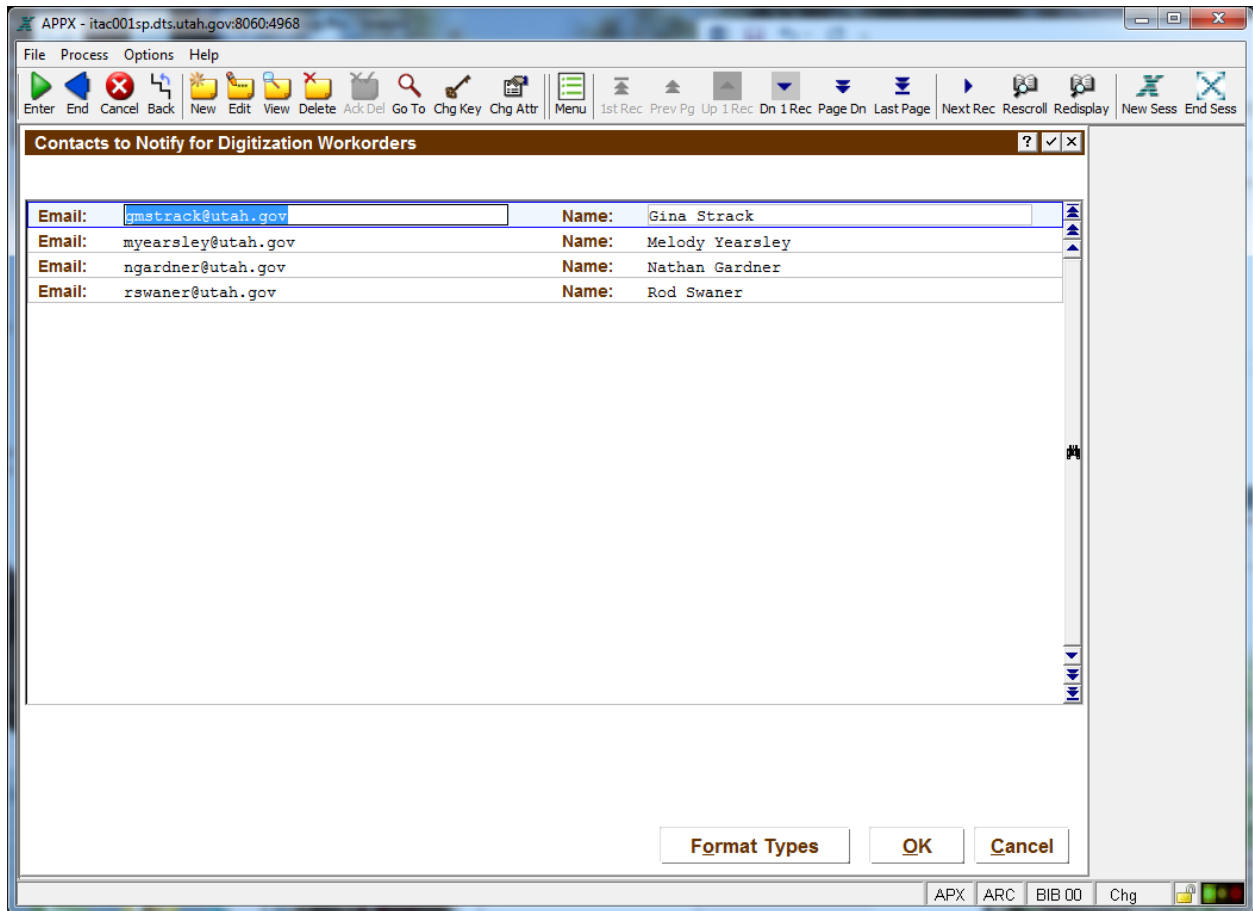 APPX - itac001sp.dts.utah.gov:8060:4968
File Process Options Help
Enter End Cancel Back New Edit View Delete Ack Del Go To Chg Key Chg Attr Menu 1st Rec Prev Pg Up 1 Rec Dn 1 Rec Page Dn Last Page Next Rec Rescroll Redisplay New Sess End Sess
Contacts to Notify for Digitization Workorders
Email: gmstrack@utah.gov Name: Gina Strack
Email: myearsley@utah.gov Name: Melody Yearsley
Email: ngardner@utah.gov Name: Nathan Gardner
Email: rswaner@utah.gov Name: Rod Swaner
Format Types OK Cancel
APX ARC BIB 00 Chg